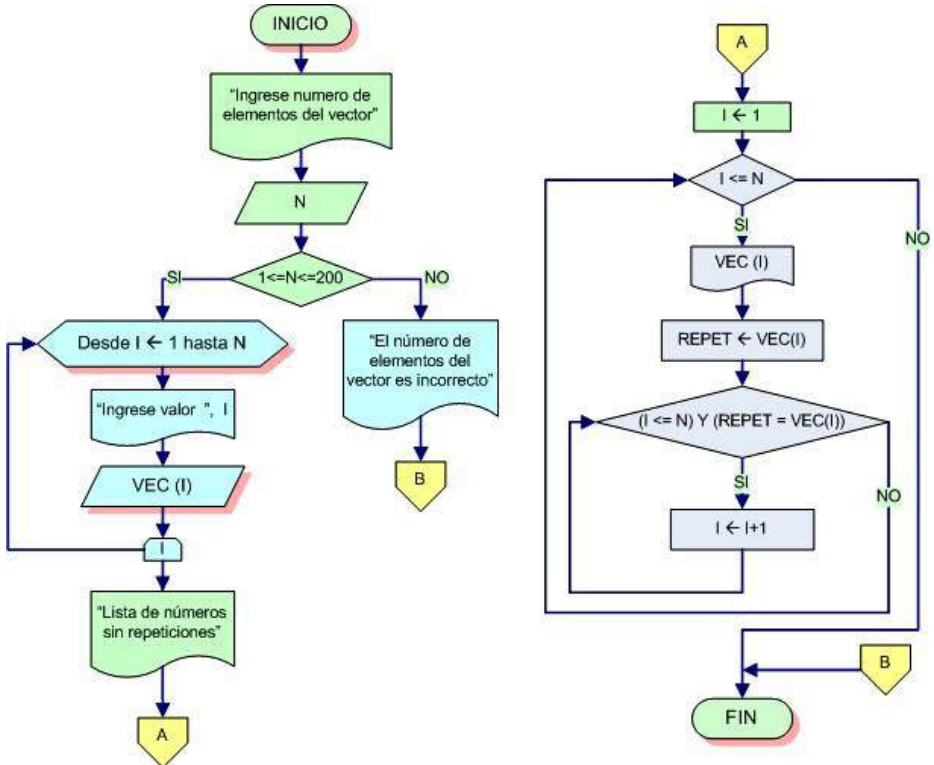 INICIO
"Ingrese numero de
elementos del vector"
N
1<=N<=200
SI
NO
Desde I ← 1 hasta N
"Ingrese valor ", I
VEC (I)
I
"Lista de números
sin repeticiones"
A
"El número de
elementos del
vector es incorrecto"
B
A
I ← 1
I <= N
SI
NO
VEC (I)
REPET ← VEC(I)
(I <= N) Y (REPET = VEC(I))
SI
NO
I ← I+1
B
FIN